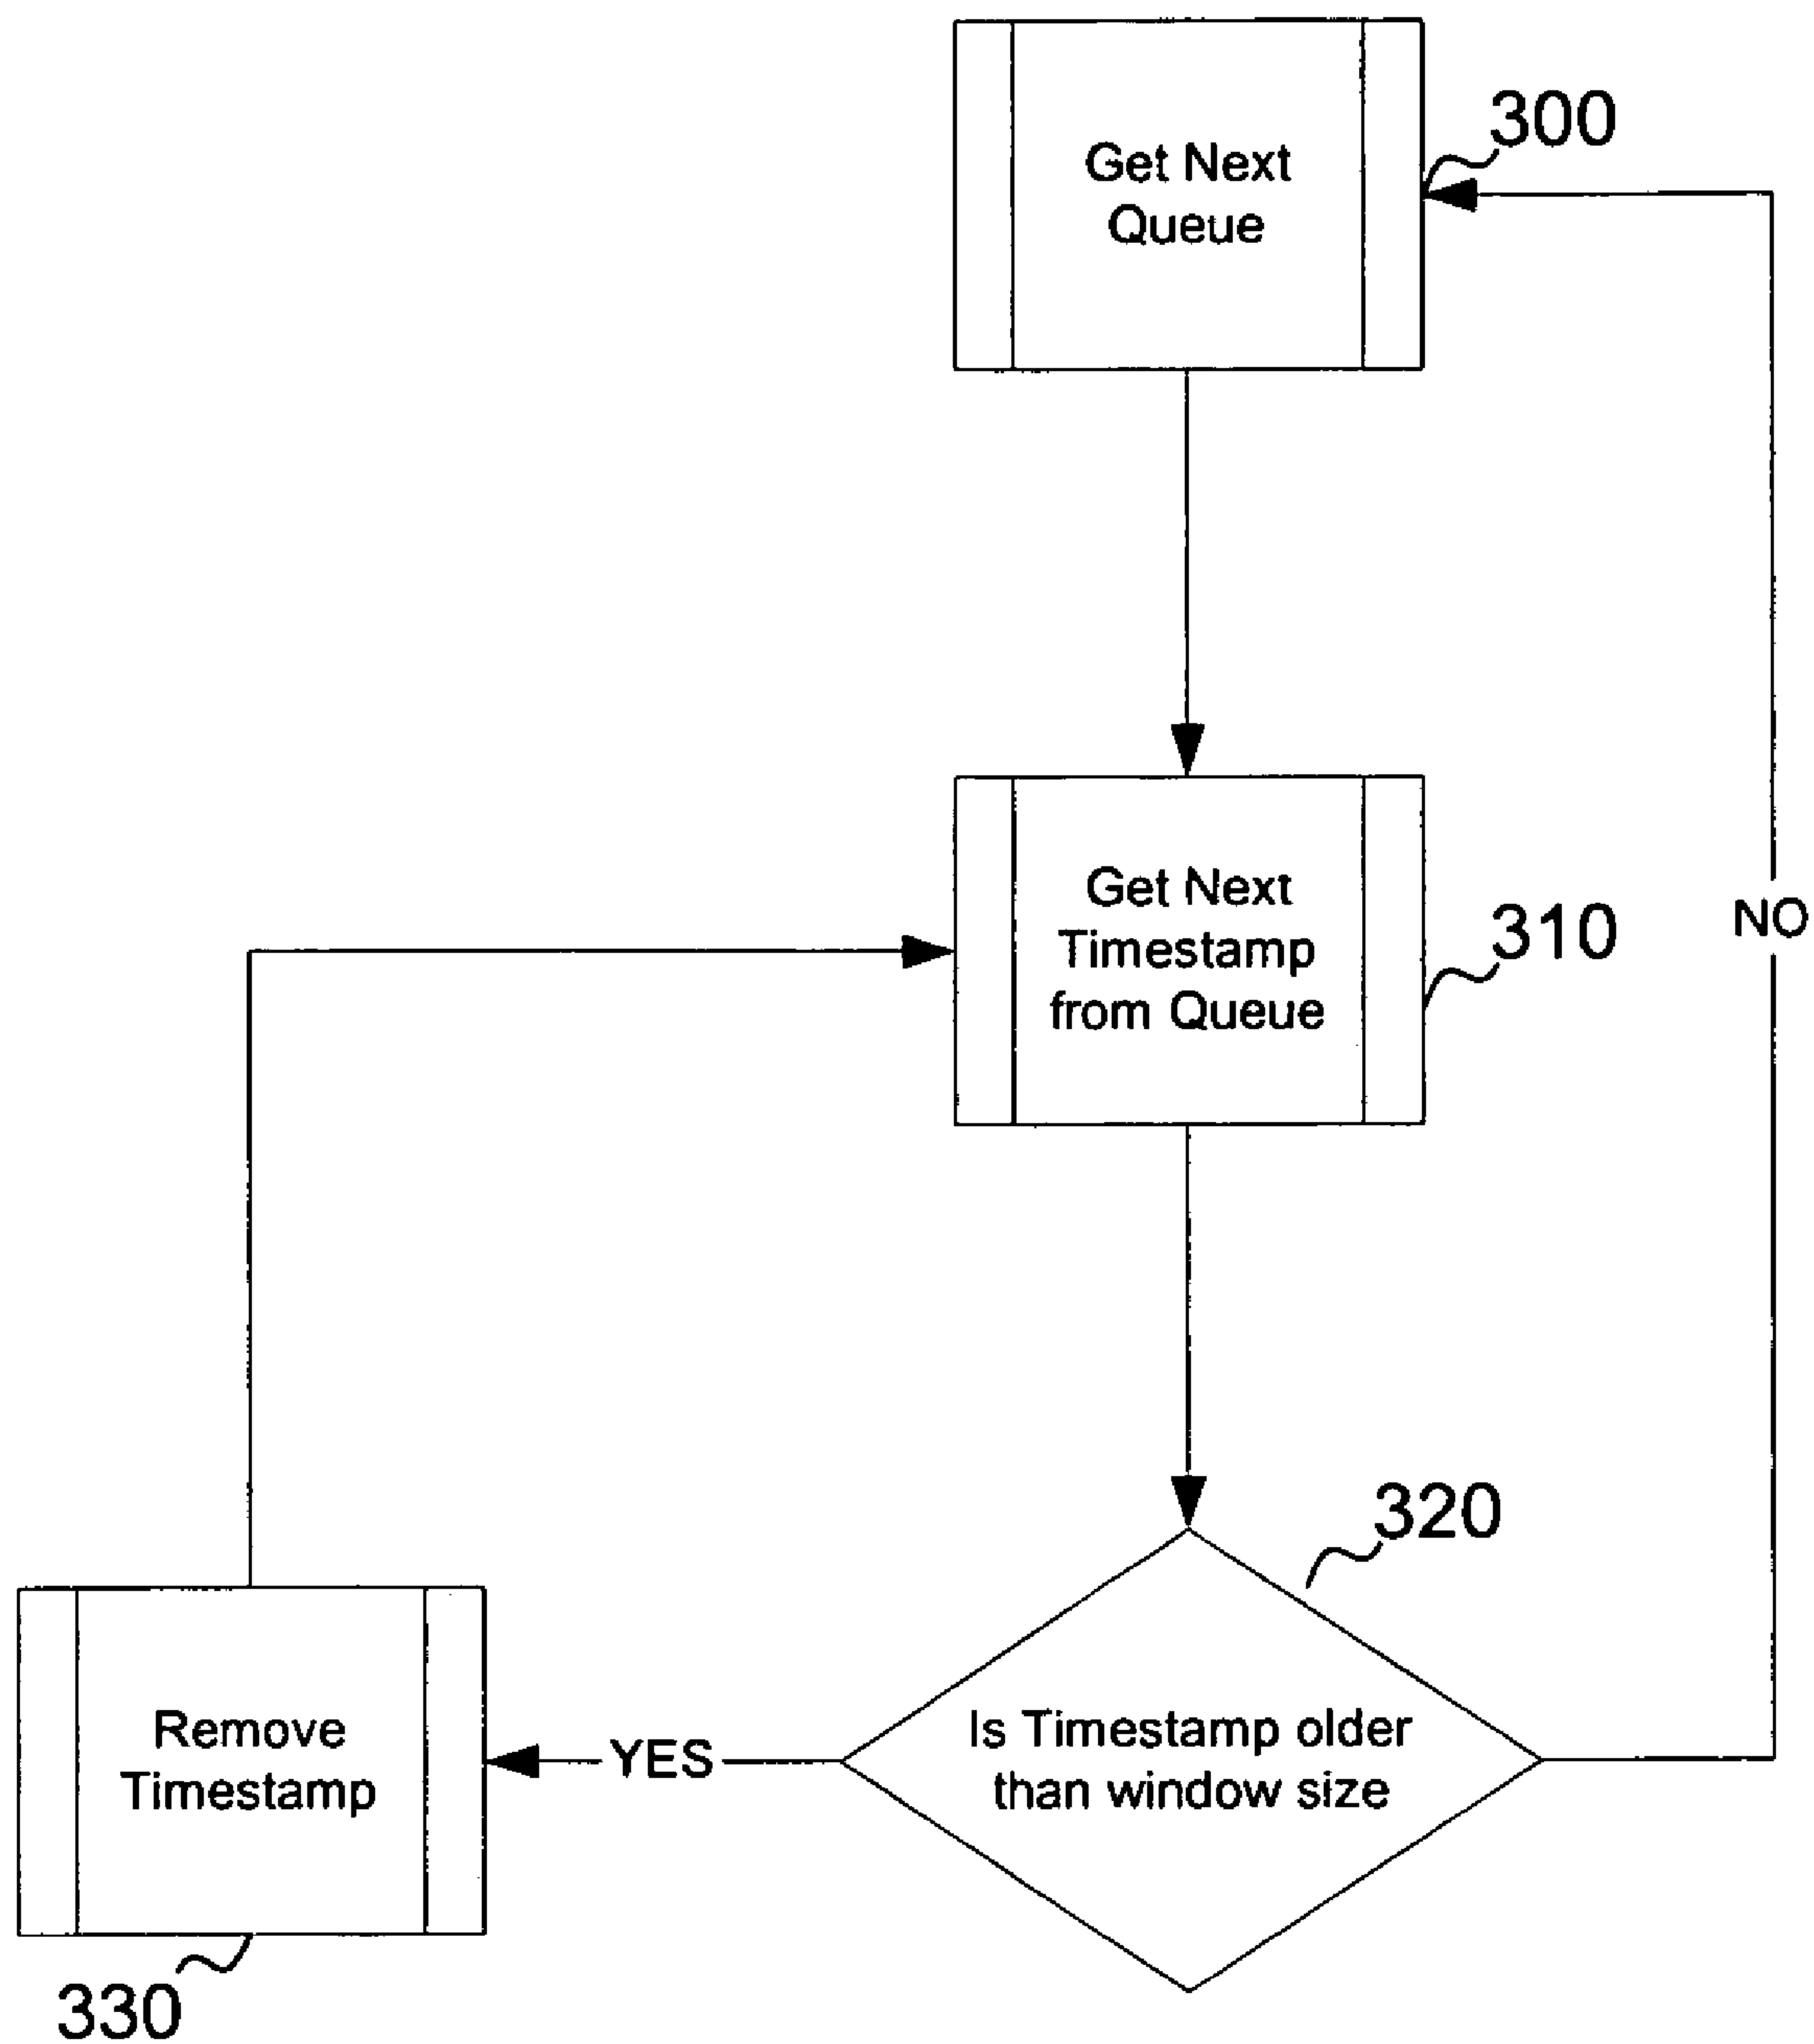 300
Get Next
Queue
Get Next
Timestamp
from Queue
310
NO
320
Is Timestamp older
than window size
YES
Remove
Timestamp
330